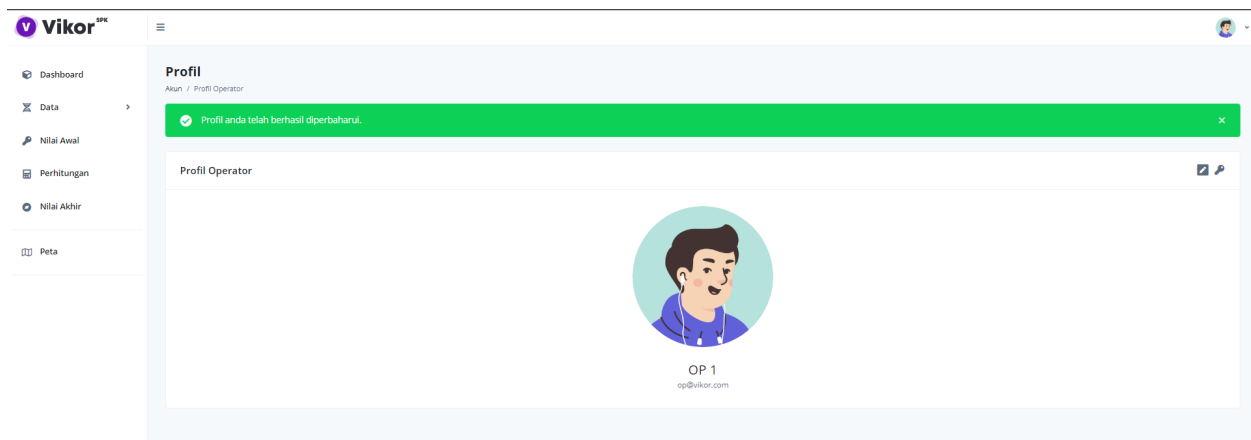 V Vikor SPK
Dashboard
Data
Nilai Awal
Perhitungan
Nilai Akhir
Peta
Profil
Akun / Profil Operator
Profil anda telah berhasil diperbaharui.
Profil Operator
OP 1
op@vikor.com